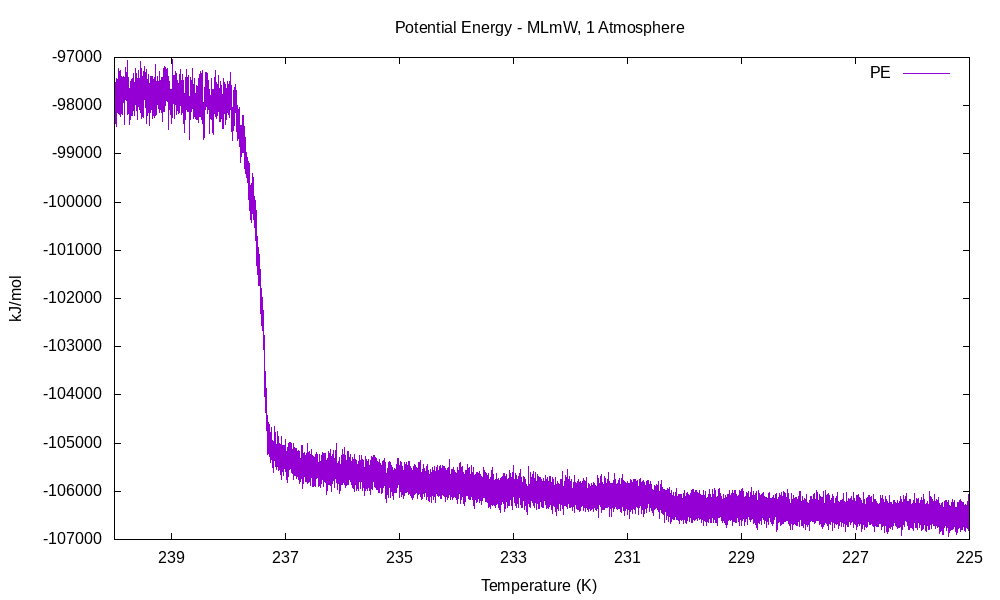 Potential Energy - MLmW, 1 Atmosphere
PE
kJ/mol
-97000
-98000
-99000
-100000
-101000
-102000
-103000
-104000
-105000
-106000
-107000
239 237 235 233 231 229 227 225
Temperature (K)